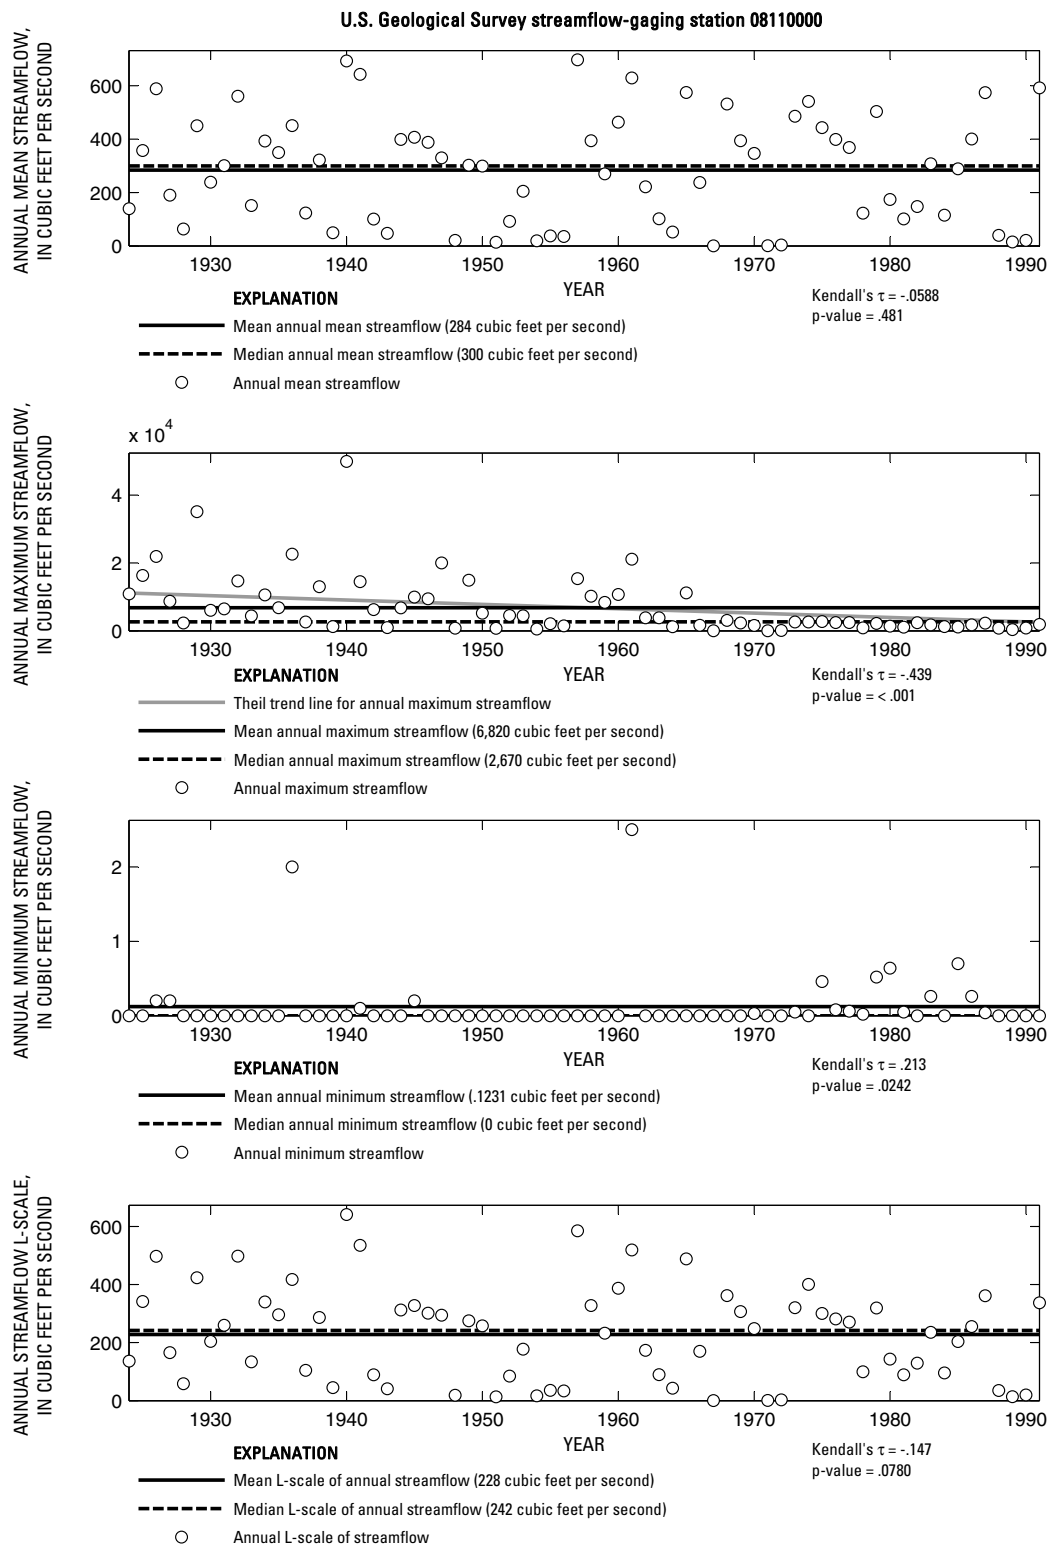 U.S. Geological Survey streamflow-gaging station 08110000
ANNUAL MEAN STREAMFLOW,
IN CUBIC FEET PER SECOND
600
400
200
0
1930 1940 1950 1960 1970 1980 1990
YEAR
Kendall's τ = -.0588
p-value = .481
EXPLANATION
Mean annual mean streamflow (284 cubic feet per second)
Median annual mean streamflow (300 cubic feet per second)
Annual mean streamflow
ANNUAL MAXIMUM STREAMFLOW,
IN CUBIC FEET PER SECOND
x 10^4
4
2
0
1930 1940 1950 1960 1970 1980 1990
YEAR
Kendall's τ = -.439
p-value = < .001
EXPLANATION
Theil trend line for annual maximum streamflow
Mean annual maximum streamflow (6,820 cubic feet per second)
Median annual maximum streamflow (2,670 cubic feet per second)
Annual maximum streamflow
ANNUAL MINIMUM STREAMFLOW,
IN CUBIC FEET PER SECOND
2
1
0
1930 1940 1950 1960 1970 1980 1990
YEAR
Kendall's τ = .213
p-value = .0242
EXPLANATION
Mean annual minimum streamflow (.1231 cubic feet per second)
Median annual minimum streamflow (0 cubic feet per second)
Annual minimum streamflow
ANNUAL STREAMFLOW L-SCALE,
IN CUBIC FEET PER SECOND
600
400
200
0
1930 1940 1950 1960 1970 1980 1990
YEAR
Kendall's τ = -.147
p-value = .0780
EXPLANATION
Mean L-scale of annual streamflow (228 cubic feet per second)
Median L-scale of annual streamflow (242 cubic feet per second)
Annual L-scale of streamflow